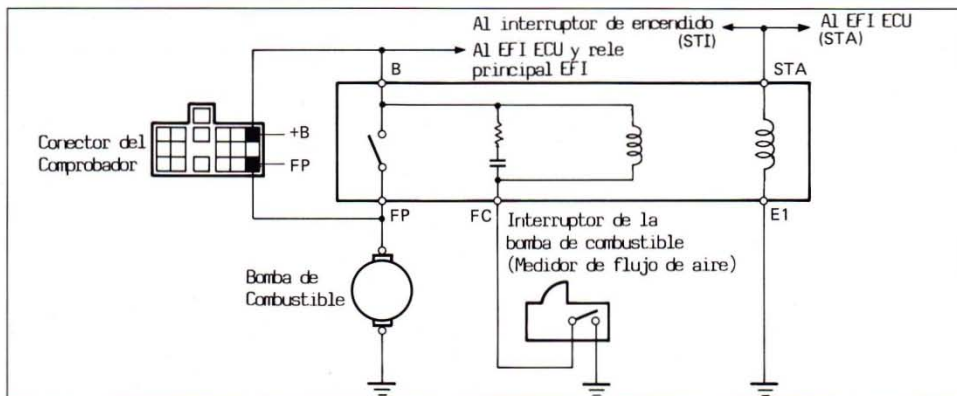 Al interruptor de encendido
(STI)
Al EFI ECU
(STA)
Al EFI ECU y rele
principal EFI
B
STA
Conector del
Comprobador
+B
FP
FP
FC
E1
Interruptor de la
bomba de combustible
(Medidor de flujo de aire)
Bomba de
Combustible